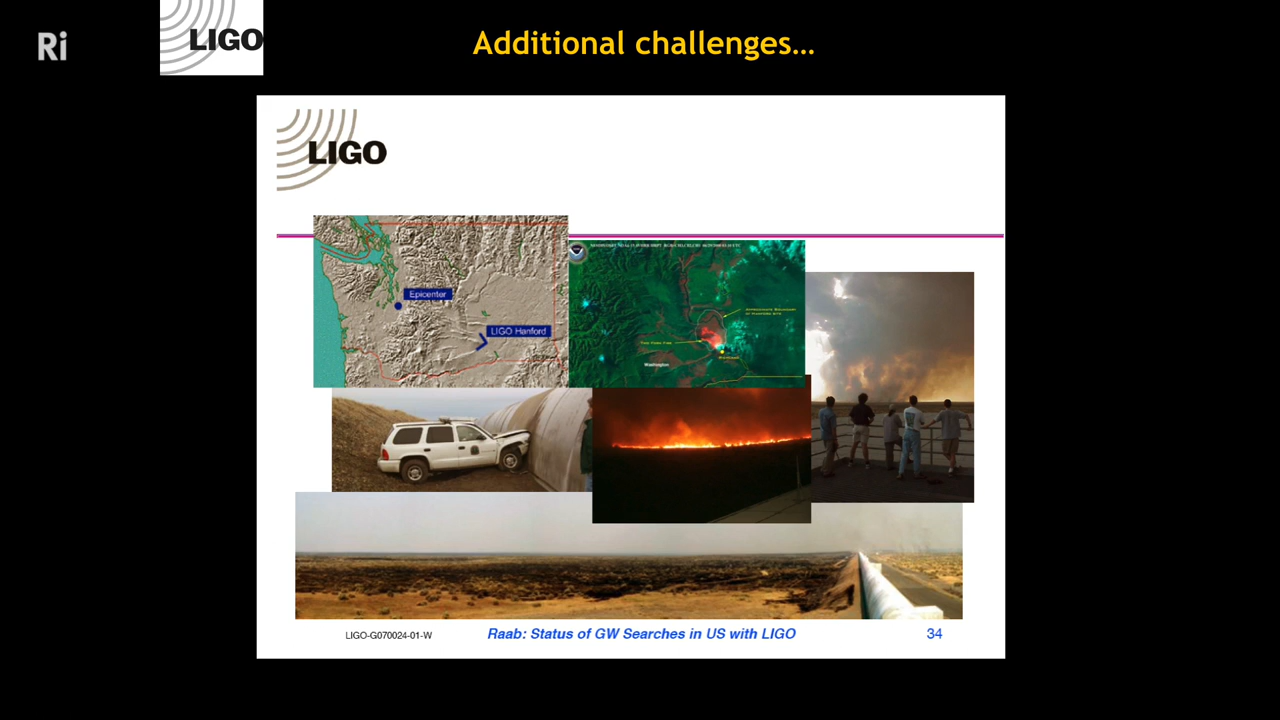 Ri
LIGO
Additional challenges...
LIGO
Epicenter
LIGO Hanford
Washington
LIGO-G070024-01-W
Raab: Status of GW Searches in US with LIGO
34